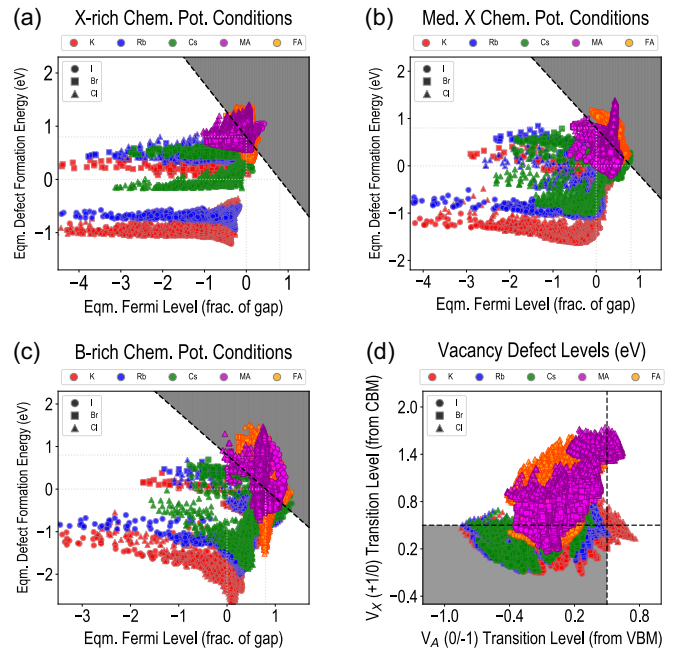 (a) X-rich Chem. Pot. Conditions
K Rb Cs MA FA
I
Br
Cl
2
1
0
−1
Eqm. Defect Formation Energy (eV)
−4 −3 −2 −1 0 1
Eqm. Fermi Level (frac. of gap)
(b) Med. X Chem. Pot. Conditions
K Rb Cs MA FA
I
Br
Cl
2
1
0
−1
−2
Eqm. Defect Formation Energy (eV)
−4 −3 −2 −1 0 1
Eqm. Fermi Level (frac. of gap)
(c) B-rich Chem. Pot. Conditions
K Rb Cs MA FA
I
Br
Cl
2
1
0
−1
−2
Eqm. Defect Formation Energy (eV)
−3 −2 −1 0 1
Eqm. Fermi Level (frac. of gap)
(d) Vacancy Defect Levels (eV)
K Rb Cs MA FA
I
Br
Cl
2.0
1.4
0.8
0.2
−0.4
V_X (+1/0) Transition Level (from CBM)
−1.0 −0.4 0.2 0.8
V_A (0/-1) Transition Level (from VBM)